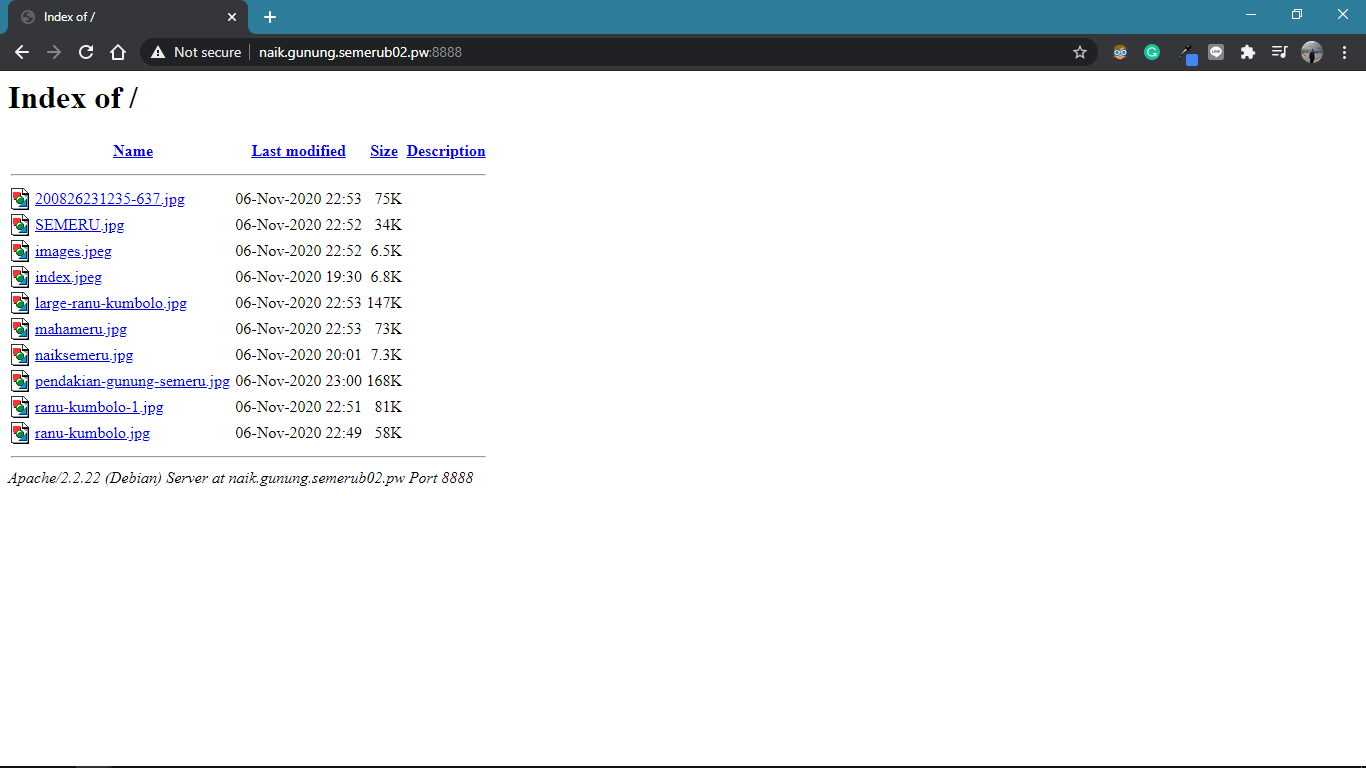 Index of /
Not secure naik.gunung.semerub02.pw:8888
Index of /
Name Last modified Size Description
200826231235-637.jpg 06-Nov-2020 22:53 75K
SEMERU.jpg 06-Nov-2020 22:52 34K
images.jpeg 06-Nov-2020 22:52 6.5K
index.jpeg 06-Nov-2020 19:30 6.8K
large-ranu-kumbolo.jpg 06-Nov-2020 22:53 147K
mahameru.jpg 06-Nov-2020 22:53 73K
naiksemeru.jpg 06-Nov-2020 20:01 7.3K
pendakian-gunung-semeru.jpg 06-Nov-2020 23:00 168K
ranu-kumbolo-1.jpg 06-Nov-2020 22:51 81K
ranu-kumbolo.jpg 06-Nov-2020 22:49 58K
Apache/2.2.22 (Debian) Server at naik.gunung.semerub02.pw Port 8888